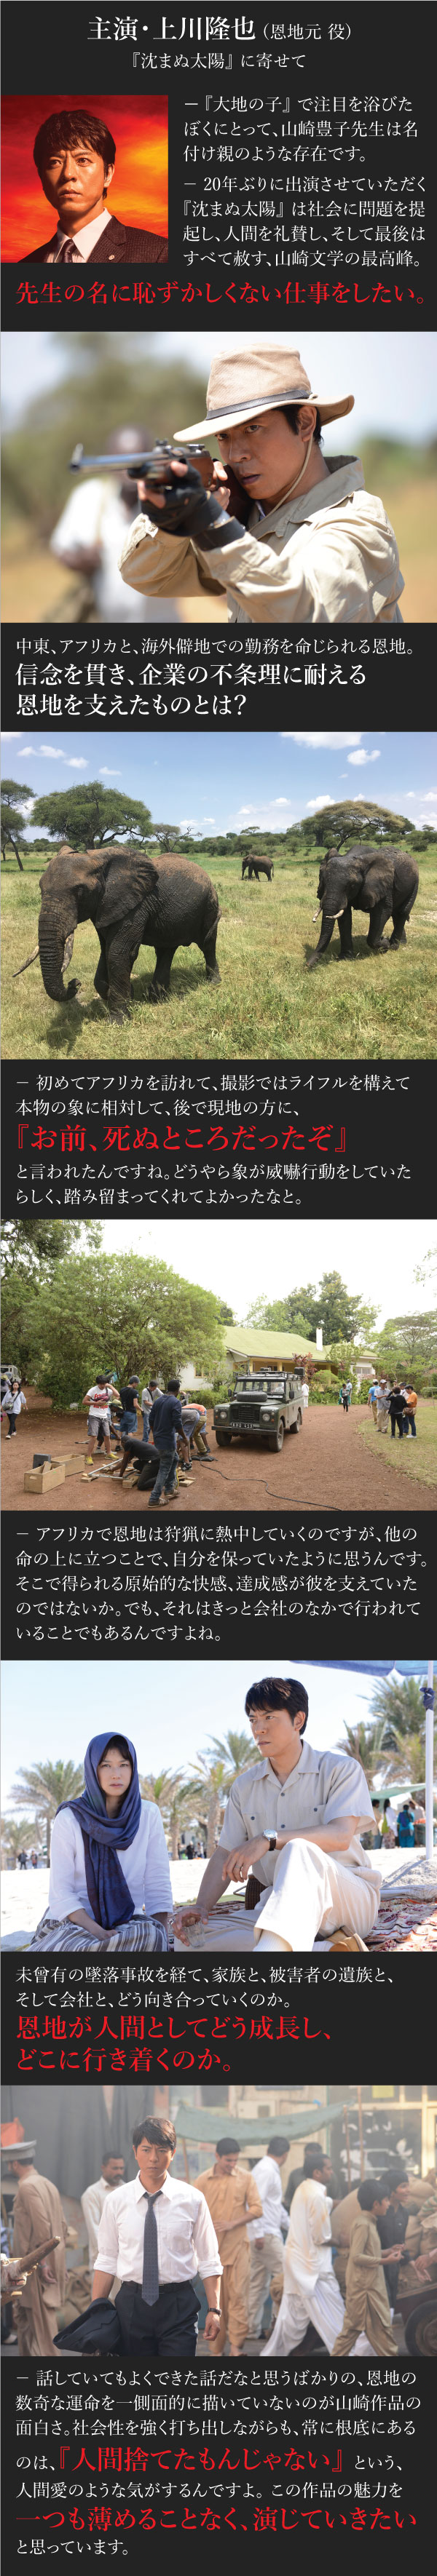 主演・上川隆也（恩地元 役）
『沈まぬ太陽』に寄せて
－『大地の子』で注目を浴びた
ぼくにとって、山崎豊子先生は名
付け親のような存在です。
－ 20年ぶりに出演させていただく
『沈まぬ太陽』は社会に問題を提
起し、人間を礼賛し、そして最後は
すべて赦す、山崎文学の最高峰。
先生の名に恥ずかしくない仕事をしたい。
中東、アフリカと、海外僻地での勤務を命じられる恩地。
信念を貫き、企業の不条理に耐える
恩地を支えたものとは？
－ 初めてアフリカを訪れて、撮影ではライフルを構えて
本物の象に相対して、後で現地の方に、
『お前、死ぬところだったぞ』
と言われたんですね。どうやら象が威嚇行動をしていた
らしく、踏み留まってくれてよかったなと。
－ アフリカで恩地は狩猟に熱中していくのですが、他の
命の上に立つことで、自分を保っていたように思うんです。
そこで得られる原始的な快感、達成感が彼を支えていた
のではないか。でも、それはきっと会社のなかで行われて
いることでもあるんですよね。
未曾有の墜落事故を経て、家族と、被害者の遺族と、
そして会社と、どう向き合っていくのか。
恩地が人間としてどう成長し、
どこに行き着くのか。
－ 話していてもよくできた話だなと思うばかりの、恩地の
数奇な運命を一側面的に描いていないのが山崎作品の
面白さ。社会性を強く打ち出しながらも、常に根底にある
のは、『人間捨てたもんじゃない』という、
人間愛のような気がするんですよ。この作品の魅力を
一つも薄めることなく、演じていきたい
と思っています。